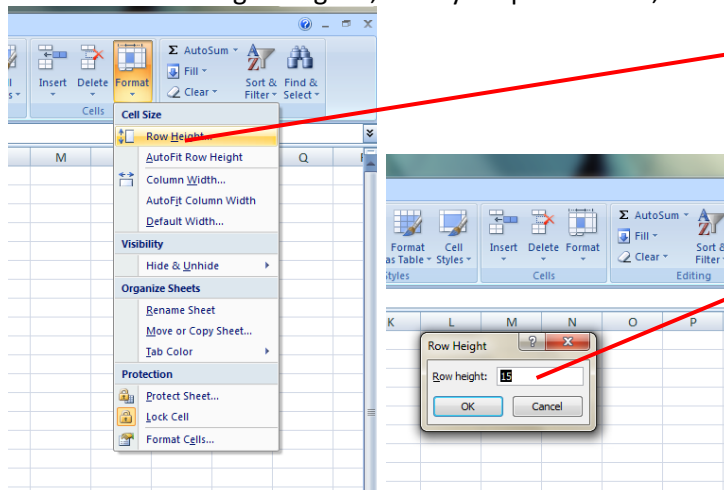 Σ AutoSum
Fill
Clear
Insert Delete Format
Sort & Find &
Filter Select
Cells
Cell Size
Row Height...
AutoFit Row Height
Column Width...
AutoFit Column Width
Default Width...
Visibility
Hide & Unhide
Organize Sheets
Rename Sheet
Move or Copy Sheet...
Tab Color
Protection
Protect Sheet...
Lock Cell
Format Cells...
M Q
Format Cell
as Table Styles
Styles
Insert Delete Format
Cells
Σ AutoSum
Fill
Clear
Sort &
Filter
Editing
K L M N O P
Row Height
Row height: 15
OK Cancel